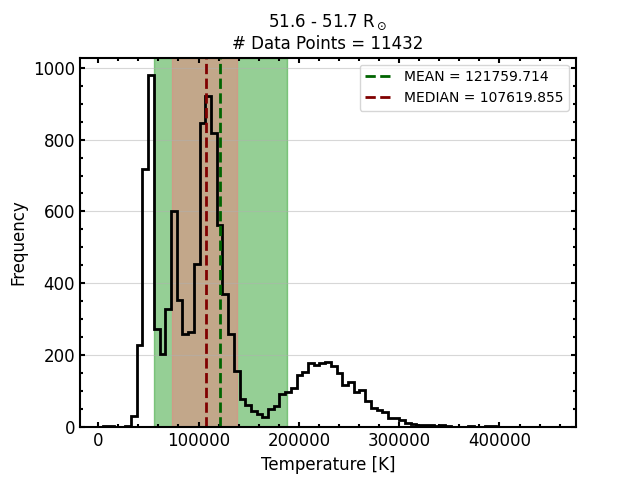 51.6 - 51.7 R⊙
# Data Points = 11432
MEAN = 121759.714
MEDIAN = 107619.855
1000
800
600
400
200
0
Frequency
0 100000 200000 300000 400000
Temperature [K]